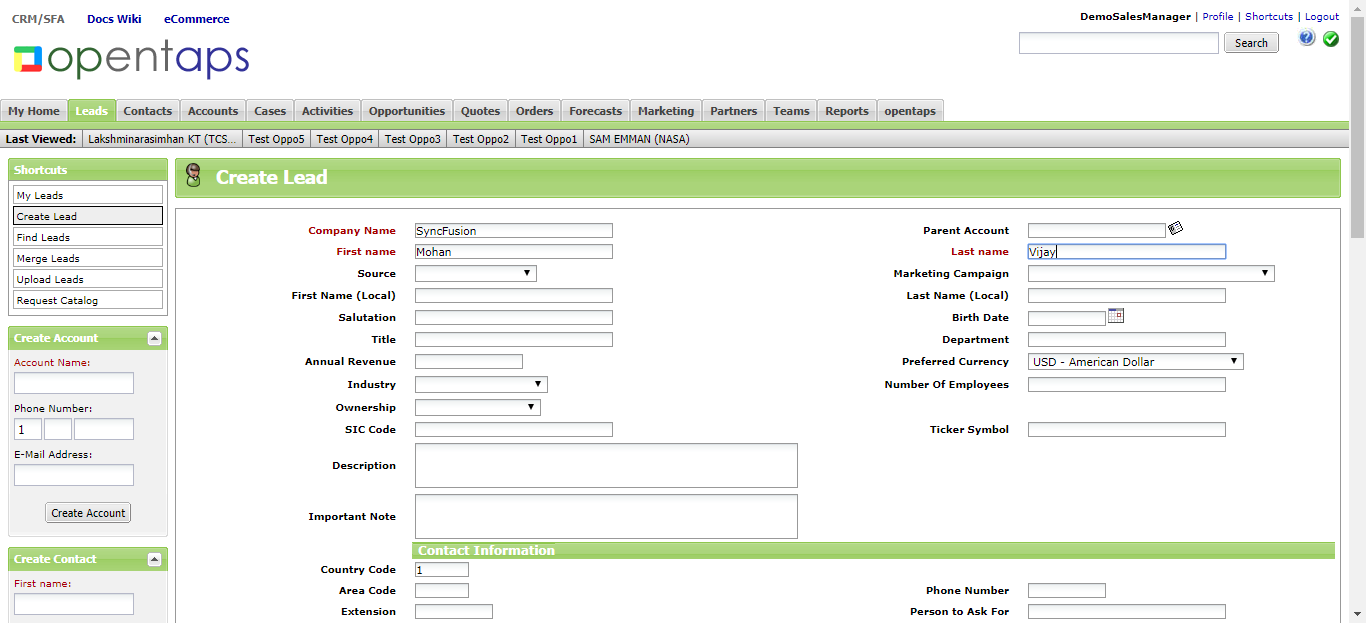 CRM/SFA Docs Wiki eCommerce
DemoSalesManager | Profile | Shortcuts | Logout
opentaps
Search
My Home Leads Contacts Accounts Cases Activities Opportunities Quotes Orders Forecasts Marketing Partners Teams Reports opentaps
Last Viewed: Lakshminarasimhan KT (TCS... Test Oppo5 Test Oppo4 Test Oppo3 Test Oppo2 Test Oppo1 SAM EMMAN (NASA)
Shortcuts
My Leads
Create Lead
Find Leads
Merge Leads
Upload Leads
Request Catalog
Create Account
Account Name:
Phone Number:
1
E-Mail Address:
Create Account
Create Contact
First name:
Create Lead
Company Name SyncFusion Parent Account
First name Mohan Last name Vijay
Source Marketing Campaign
First Name (Local) Last Name (Local)
Salutation Birth Date
Title Department
Annual Revenue Preferred Currency USD - American Dollar
Industry Number Of Employees
Ownership
SIC Code Ticker Symbol
Description
Important Note
Contact Information
Country Code 1
Area Code Phone Number
Extension Person to Ask For